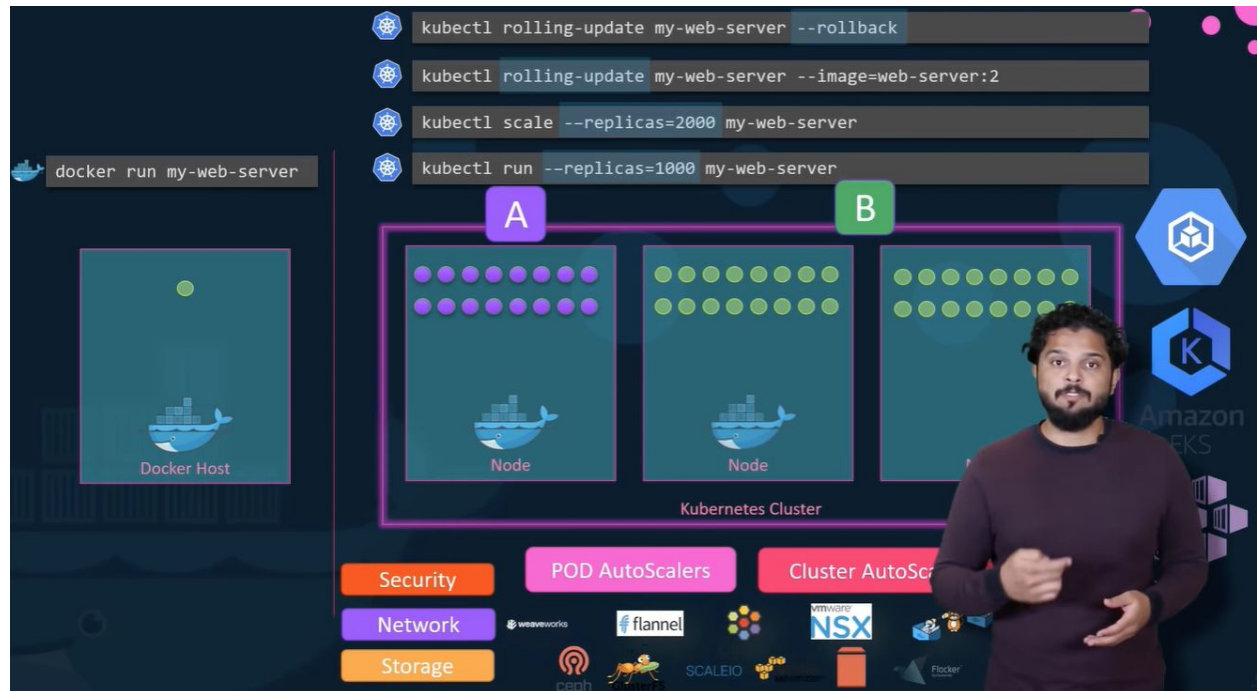 kubectl rolling-update my-web-server --rollback
kubectl rolling-update my-web-server --image=web-server:2
kubectl scale --replicas=2000 my-web-server
docker run my-web-server
kubectl run --replicas=1000 my-web-server
A
B
K
Amazon
EKS
Docker Host
Node
Node
Kubernetes Cluster
Security
POD AutoScalers
Cluster AutoSca
Network
weaveworks
flannel
vmware
NSX
Storage
ceph
SCALEIO
Flocker